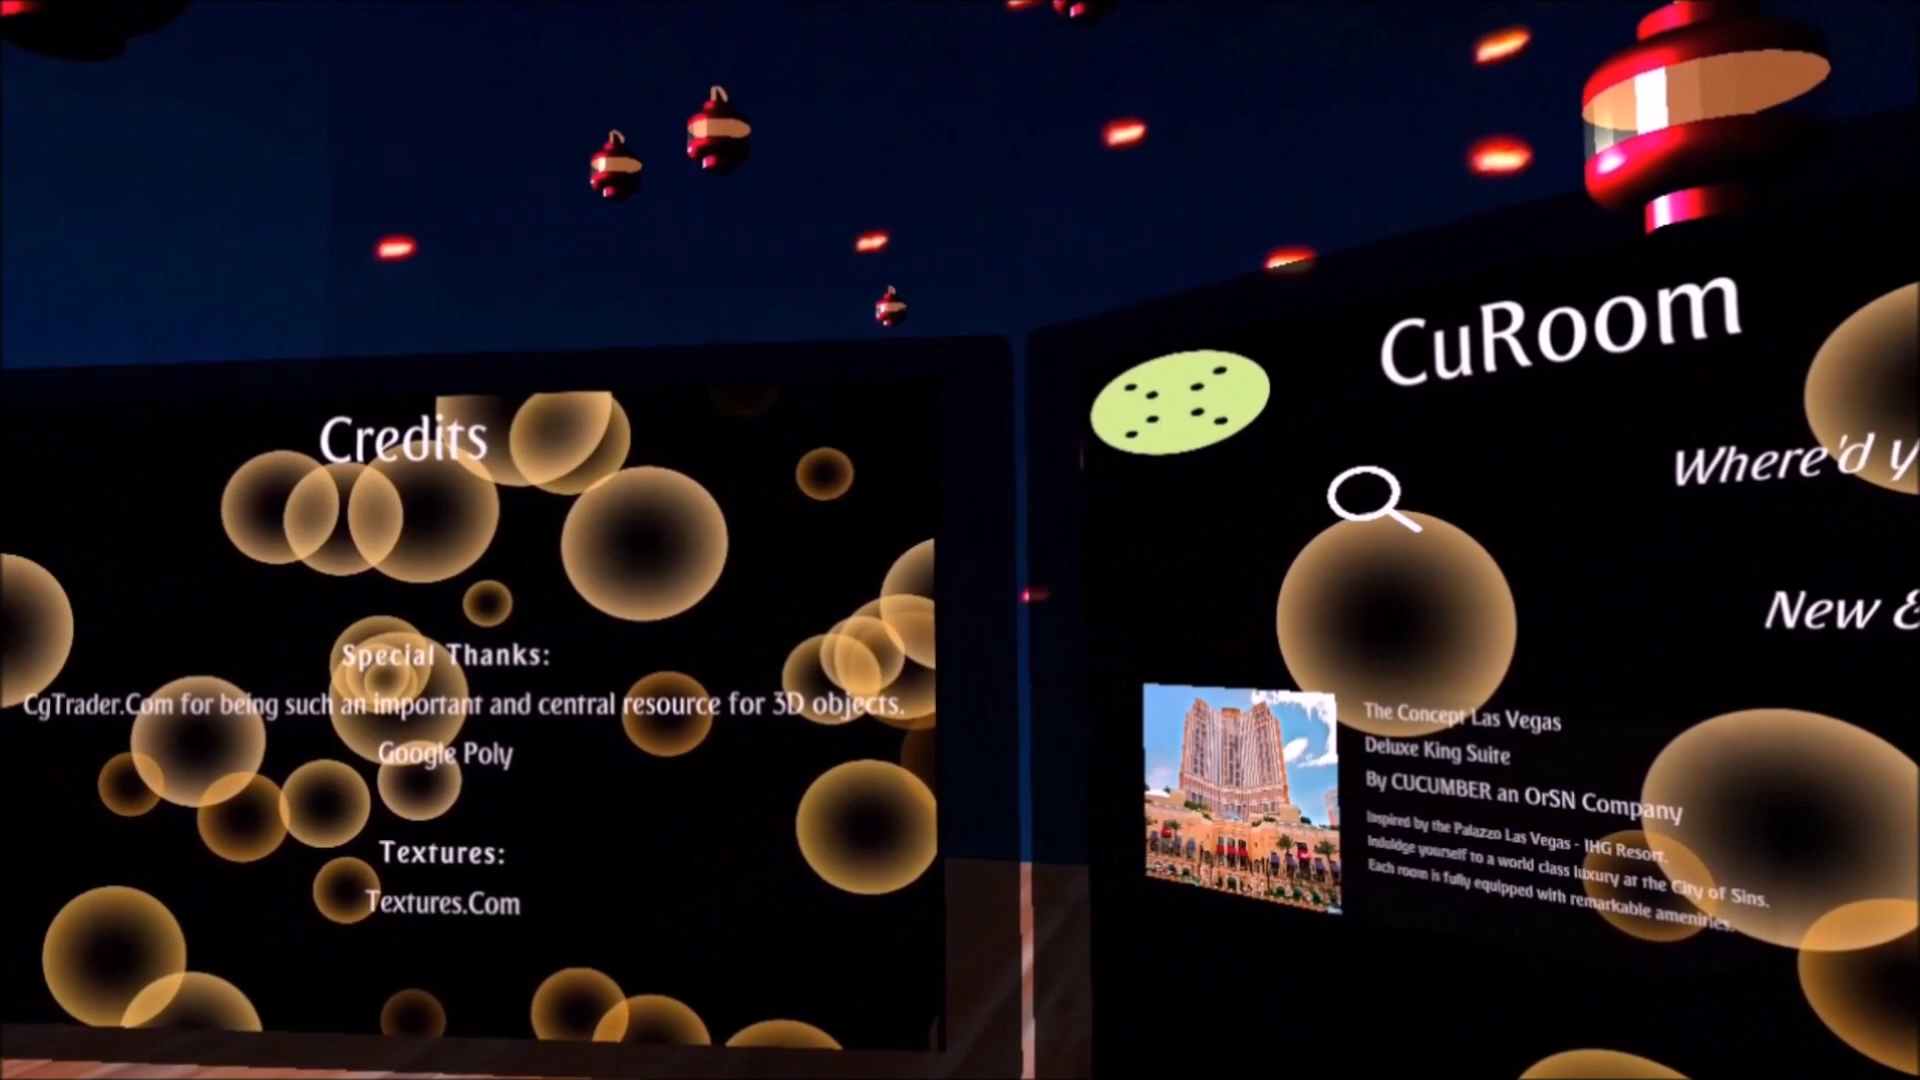 Credits
Special Thanks:
CgTrader.Com for being such an important and central resource for 3D objects.
Google Poly
Textures:
Textures.Com
CuRoom
Where'd y
New &
The Concept Las Vegas
Deluxe King Suite
By CUCUMBER an OrSN Company
Inspired by the Palazzo Las Vegas - IHG Resort.
Induldge yourself to a world class luxury at the City of Sins.
Each room is fully equipped with remarkable amenities.